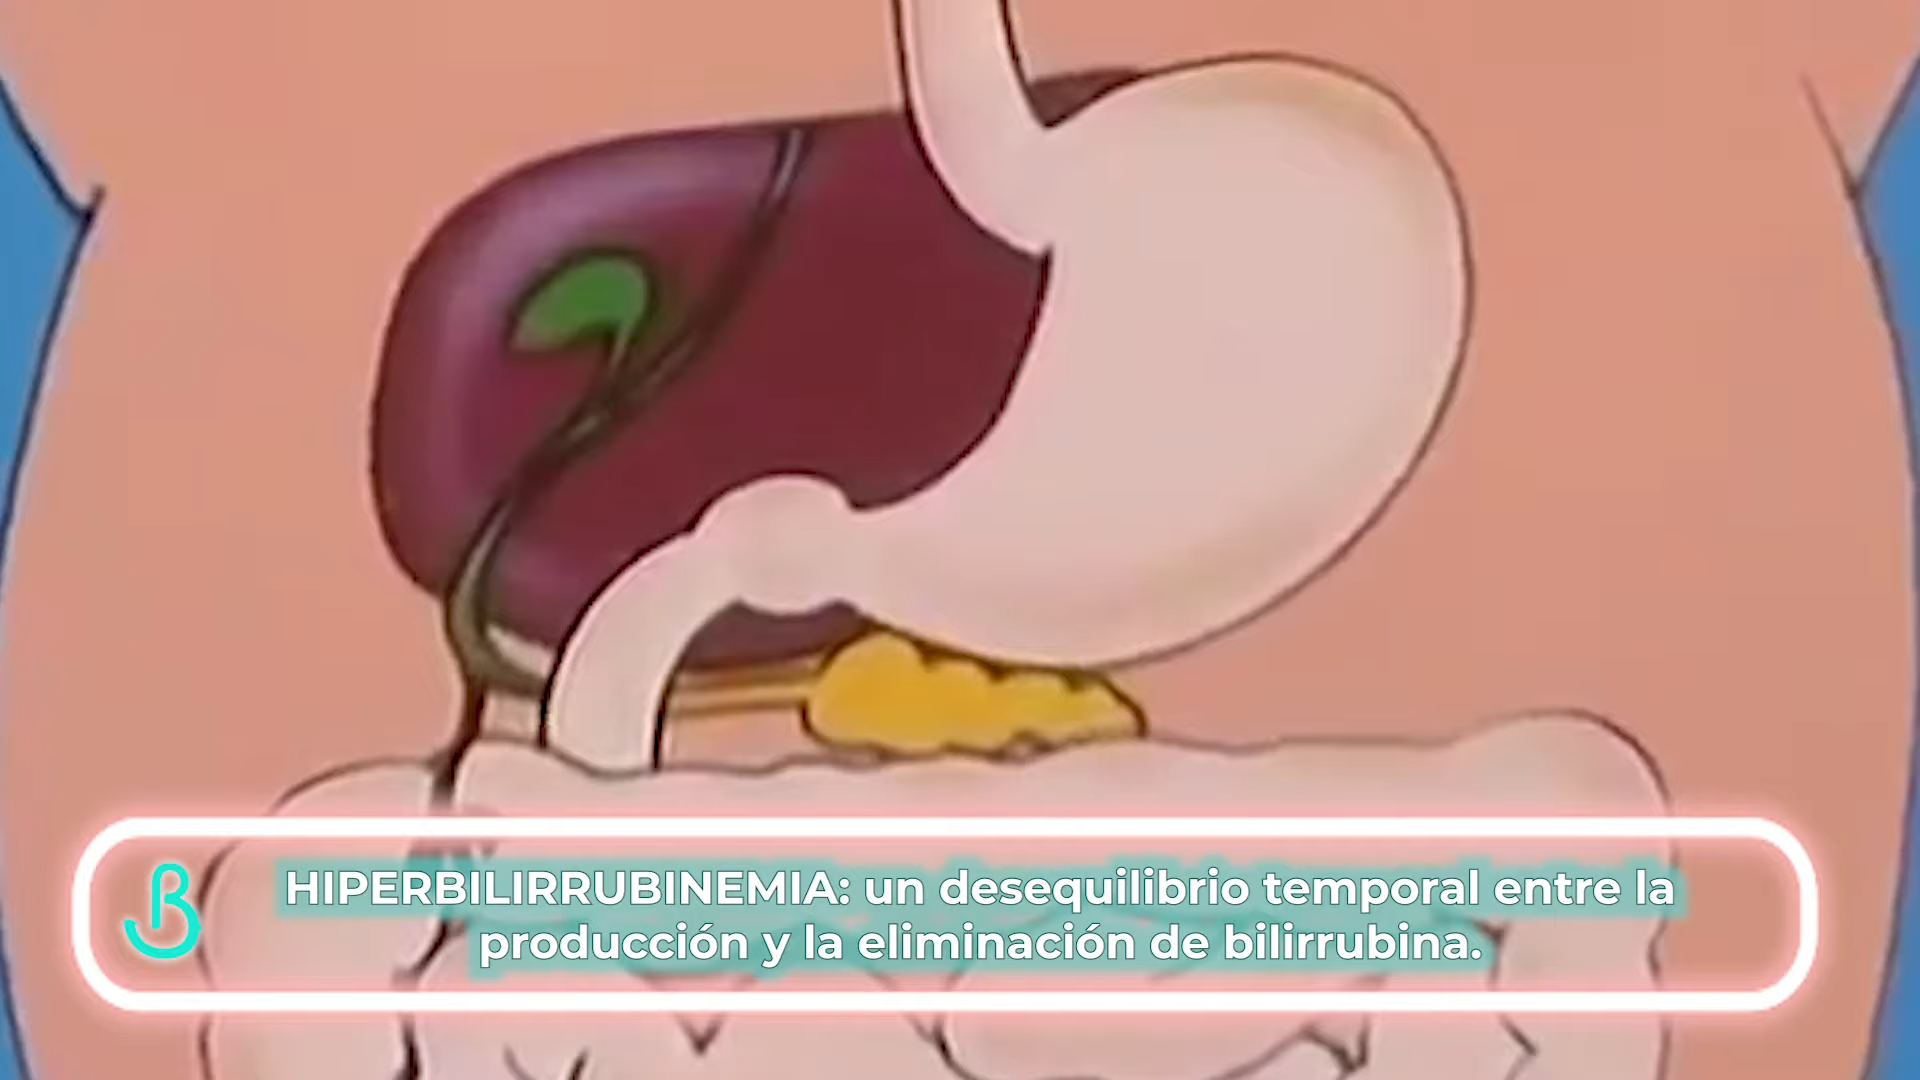 HIPERBILIRRUBINEMIA: un desequilibrio temporal entre la
producción y la eliminación de bilirrubina.